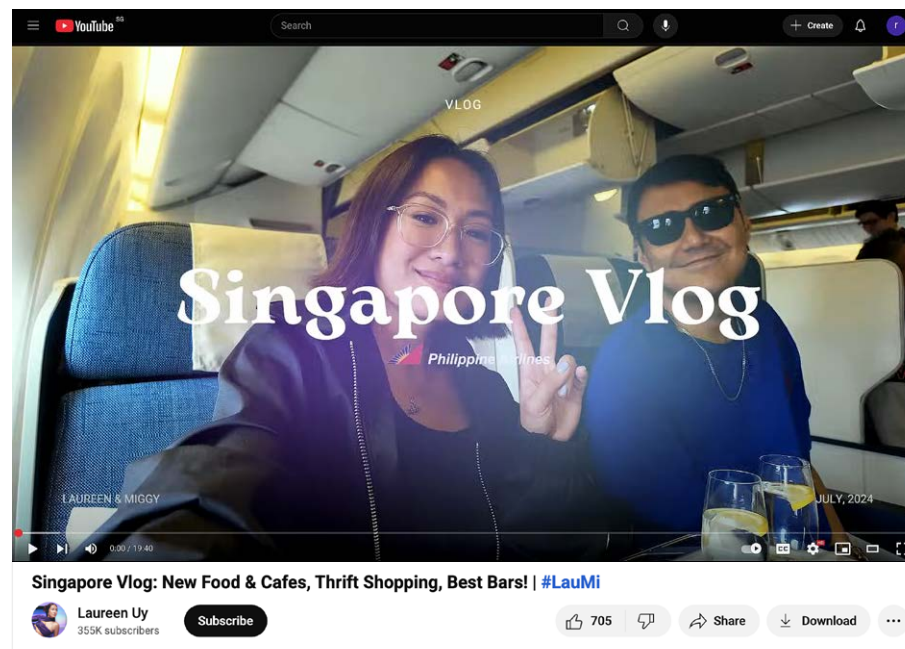 YouTube SG
Search
Create
r
VLOG
Singapore Vlog
Philippine Airlines
LAUREEN & MIGGY
JULY, 2024
0:00 / 19:40
CC
Singapore Vlog: New Food & Cafes, Thrift Shopping, Best Bars! | #LauMi
Laureen Uy
355K subscribers
Subscribe
705
Share
Download